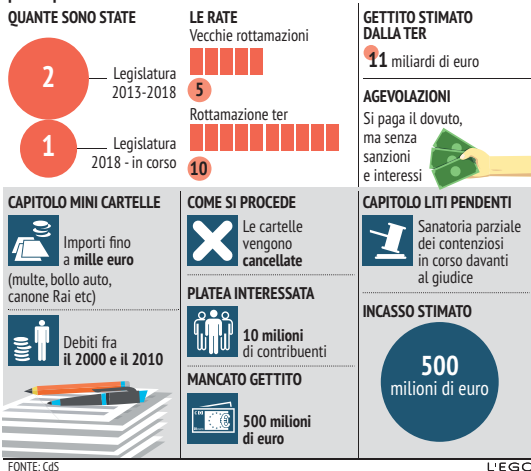 QUANTE SONO STATE
2
Legislatura
2013-2018
1
Legislatura
2018 - in corso
LE RATE
Vecchie rottamazioni
5
Rottamazione ter
10
GETTITO STIMATO
DALLA TER
11 miliardi di euro
AGEVOLAZIONI
Si paga il dovuto,
ma senza
sanzioni
e interessi
CAPITOLO MINI CARTELLE
Importi fino
a mille euro
(multe, bollo auto,
canone Rai etc)
Debiti fra
il 2000 e il 2010
COME SI PROCEDE
Le cartelle
vengono
cancellate
PLATEA INTERESSATA
10 milioni
di contribuenti
MANCATO GETTITO
500 milioni
di euro
CAPITOLO LITI PENDENTI
Sanatoria parziale
dei contenziosi
in corso davanti
al giudice
INCASSO STIMATO
500
milioni di euro
FONTE: CdS
L'EGO